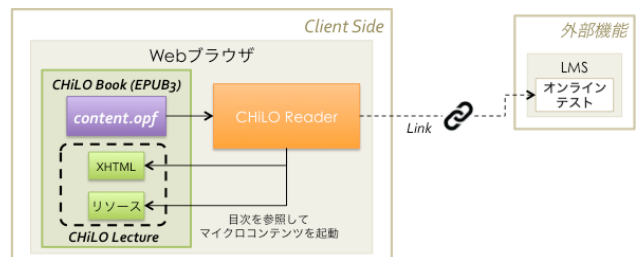 Client Side
外部機能
Webブラウザ
CHiLO Book (EPUB3)
content.opf
CHiLO Reader
Link
LMS
オンライン
テスト
XHTML
リソース
CHiLO Lecture
目次を参照して
マイクロコンテンツを起動